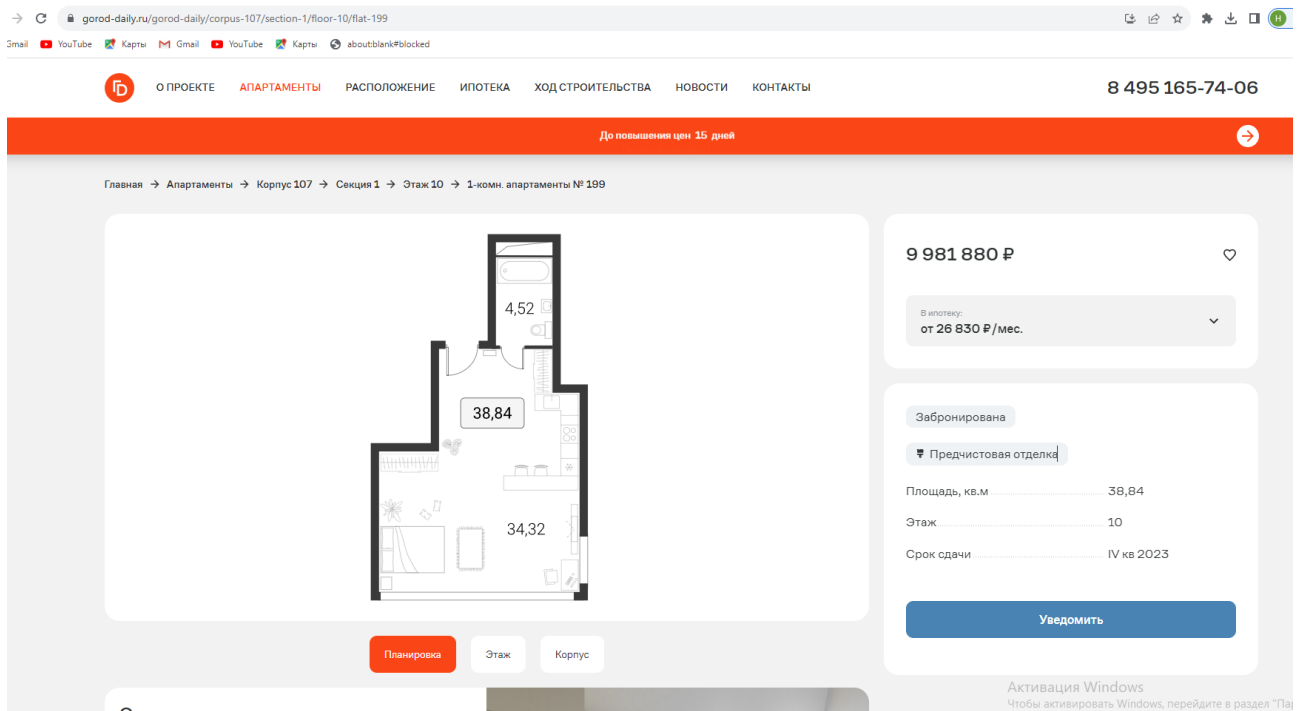 gorod-daily.ru/gorod-daily/corpus-107/section-1/floor-10/flat-199
H
Gmail YouTube Карты Gmail YouTube Карты about:blank#blocked
О ПРОЕКТЕ АПАРТАМЕНТЫ РАСПОЛОЖЕНИЕ ИПОТЕКА ХОД СТРОИТЕЛЬСТВА НОВОСТИ КОНТАКТЫ 8 495 165-74-06
До повышения цен 15 дней
Главная → Апартаменты → Корпус 107 → Секция 1 → Этаж 10 → 1-комн. апартаменты № 199
4,52
38,84
34,32
Планировка Этаж Корпус
9 981 880 ₽
В ипотеку:
от 26 830 ₽/мес.
Забронирована
Предчистовая отделка
Площадь, кв.м 38,84
Этаж 10
Срок сдачи IV кв 2023
Уведомить
Активация Windows
Чтобы активировать Windows, перейдите в раздел "Пар